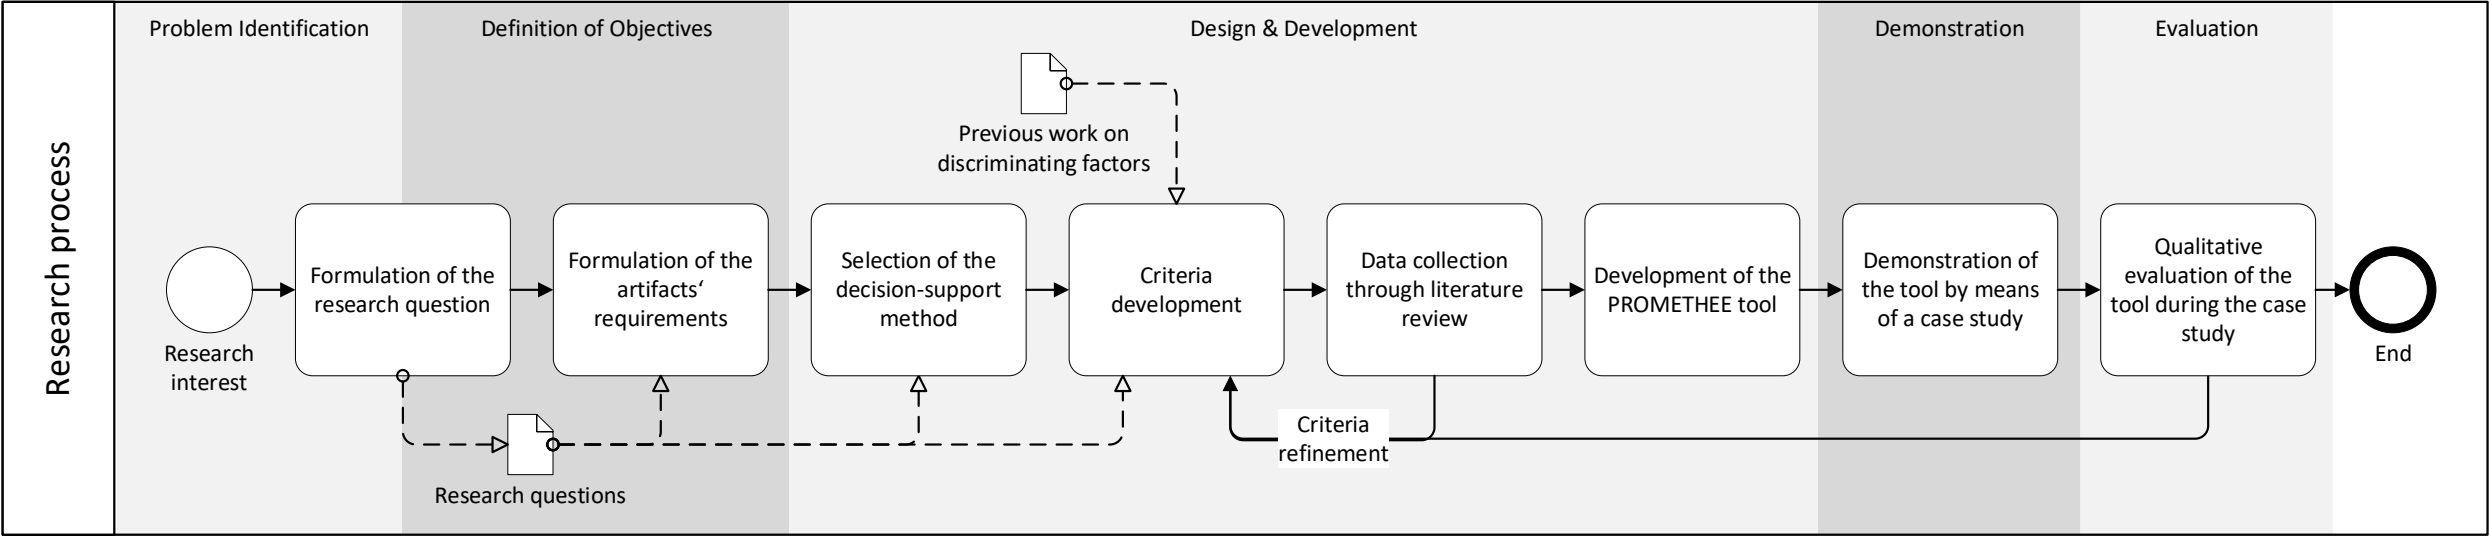 Research process
Problem Identification
Definition of Objectives
Design & Development
Demonstration
Evaluation
Previous work on
discriminating factors
Research
interest
Formulation of the
research question
Formulation of the
artifacts‘
requirements
Selection of the
decision-support
method
Criteria
development
Data collection
through literature
review
Development of the
PROMETHEE tool
Demonstration of
the tool by means
of a case study
Qualitative
evaluation of the
tool during the case
study
End
Criteria
refinement
Research questions